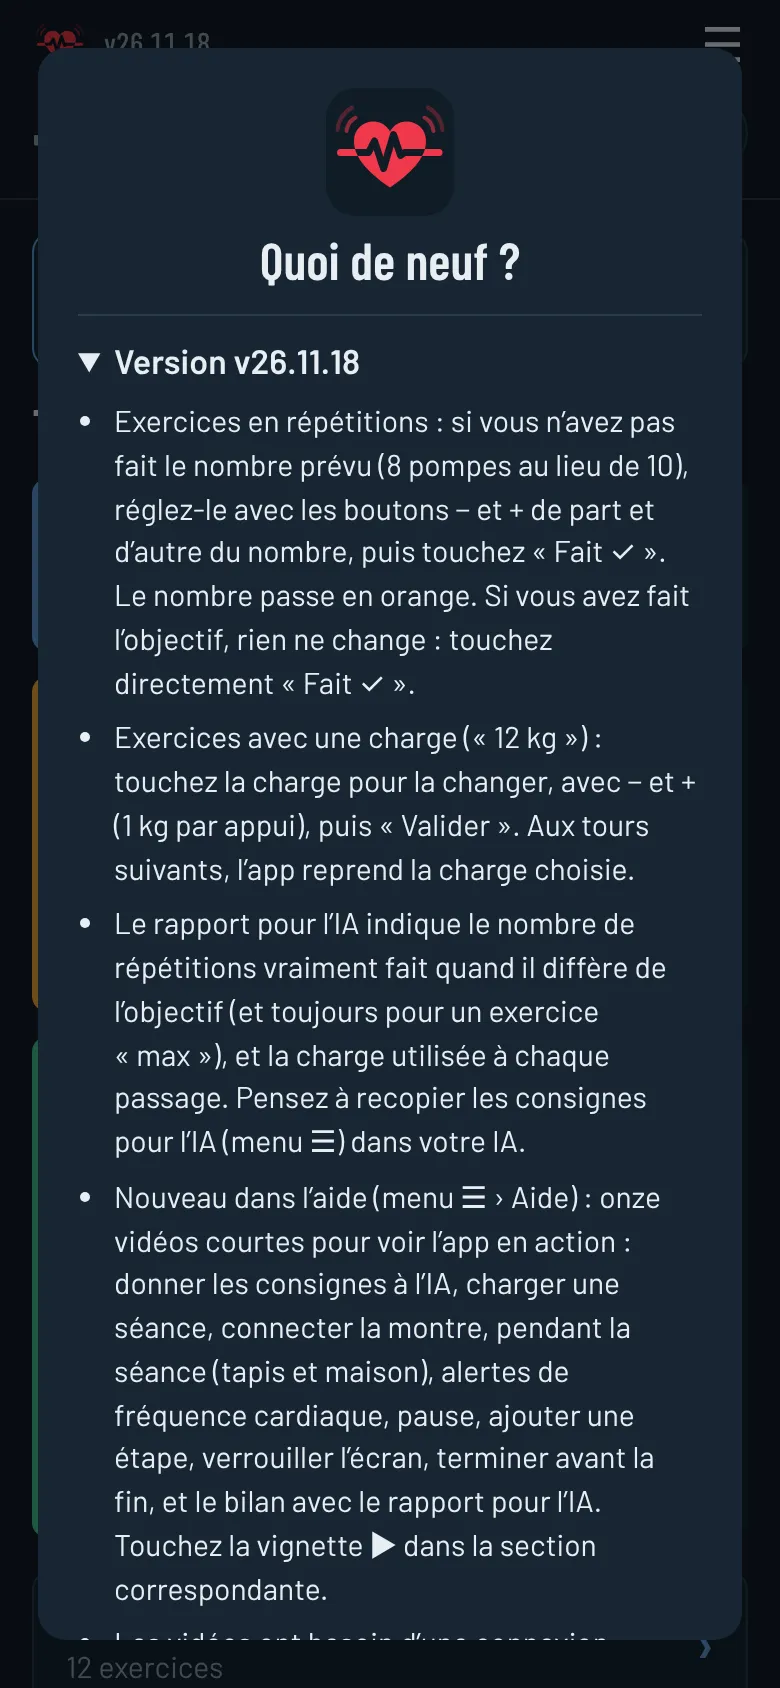 v26.11.18
Quoi de neuf ?
▼ Version v26.11.18
• Exercices en répétitions : si vous n’avez pas
fait le nombre prévu (8 pompes au lieu de 10),
réglez-le avec les boutons − et + de part et
d’autre du nombre, puis touchez « Fait ✓ ».
Le nombre passe en orange. Si vous avez fait
l’objectif, rien ne change : touchez
directement « Fait ✓ ».
• Exercices avec une charge (« 12 kg ») :
touchez la charge pour la changer, avec − et +
(1 kg par appui), puis « Valider ». Aux tours
suivants, l’app reprend la charge choisie.
• Le rapport pour l’IA indique le nombre de
répétitions vraiment fait quand il diffère de
l’objectif (et toujours pour un exercice
« max »), et la charge utilisée à chaque
passage. Pensez à recopier les consignes
pour l’IA (menu ☰) dans votre IA.
• Nouveau dans l’aide (menu ☰ › Aide) : onze
vidéos courtes pour voir l’app en action :
donner les consignes à l’IA, charger une
séance, connecter la montre, pendant la
séance (tapis et maison), alertes de
fréquence cardiaque, pause, ajouter une
étape, verrouiller l’écran, terminer avant la
fin, et le bilan avec le rapport pour l’IA.
Touchez la vignette ▶ dans la section
correspondante.
• Les vidéos ont besoin d’une connexion
12 exercices